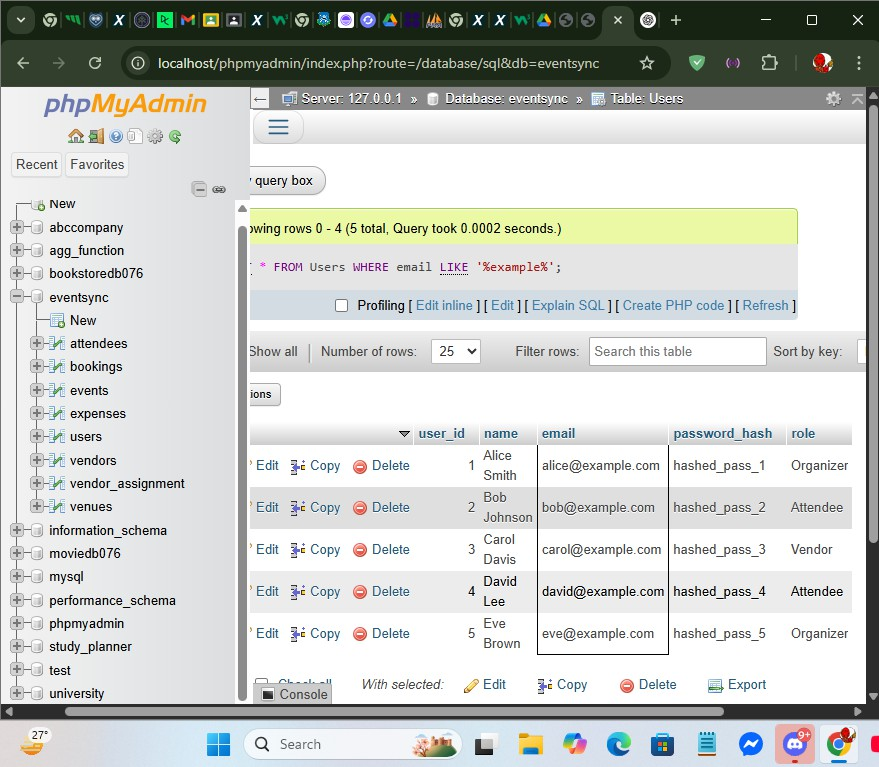 localhost/phpmyadmin/index.php?route=/database/sql&db=eventsync
phpMyAdmin
Recent Favorites
New
abccompany
agg_function
bookstoredb076
eventsync
New
attendees
bookings
events
expenses
users
vendors
vendor_assignment
venues
information_schema
moviedb076
mysql
performance_schema
phpmyadmin
study_planner
test
university
Server: 127.0.0.1 » Database: eventsync » Table: Users
query box
owing rows 0 - 4 (5 total, Query took 0.0002 seconds.)
* FROM Users WHERE email LIKE '%example%';
Profiling [ Edit inline ] [ Edit ] [ Explain SQL ] [ Create PHP code ] [ Refresh ]
Show all Number of rows: 25 Filter rows: Search this table Sort by key:
ions
user_id name email password_hash role
Edit Copy Delete 1 Alice Smith alice@example.com hashed_pass_1 Organizer
Edit Copy Delete 2 Bob Johnson bob@example.com hashed_pass_2 Attendee
Edit Copy Delete 3 Carol Davis carol@example.com hashed_pass_3 Vendor
Edit Copy Delete 4 David Lee david@example.com hashed_pass_4 Attendee
Edit Copy Delete 5 Eve Brown eve@example.com hashed_pass_5 Organizer
Check all With selected: Edit Copy Delete Export
Console
27°
Search
9+